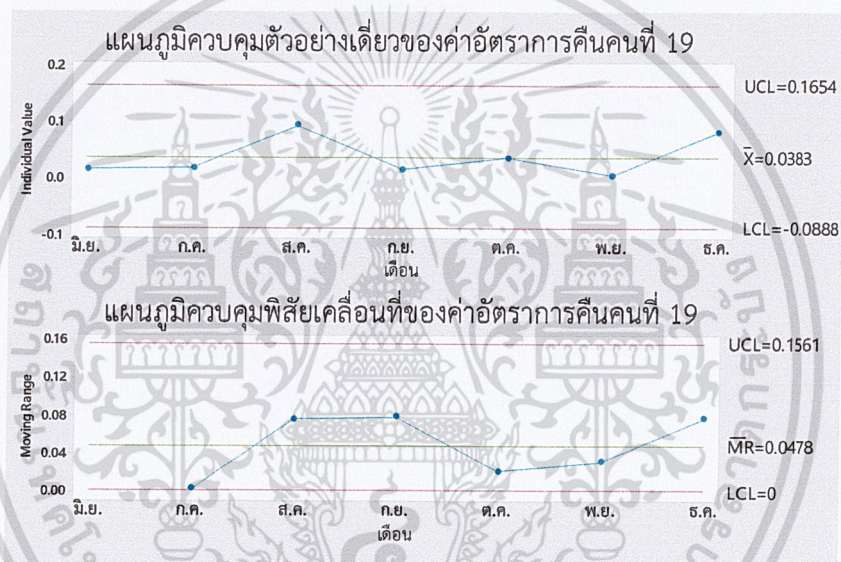 แผนภูมิควบคุมตัวอย่างเดี่ยวของค่าอัตราการคืนคนที่ 19
0.2
UCL=0.1654
0.1
Individual Value
X̄=0.0383
0.0
-0.1
LCL=-0.0888
มิ.ย. ก.ค. ส.ค. ก.ย. ต.ค. พ.ย. ธ.ค.
เดือน
แผนภูมิควบคุมพิสัยเคลื่อนที่ของค่าอัตราการคืนคนที่ 19
0.16
UCL=0.1561
0.12
0.08
Moving Range
0.04
M̅R̅=0.0478
0.00
LCL=0
มิ.ย. ก.ค. ส.ค. ก.ย. ต.ค. พ.ย. ธ.ค.
เดือน